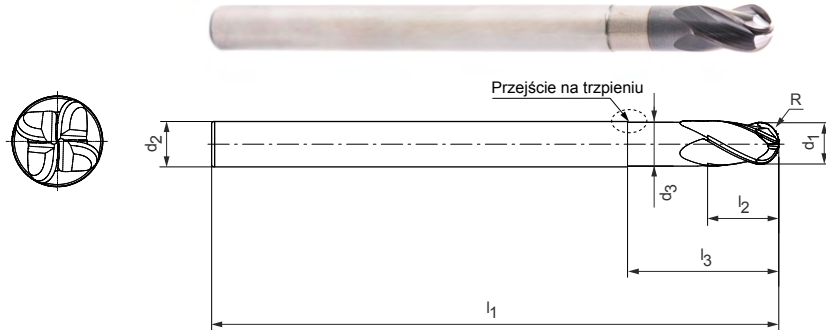 Przejście na trzpieniu
R
d2
d3
d1
l2
l3
l1